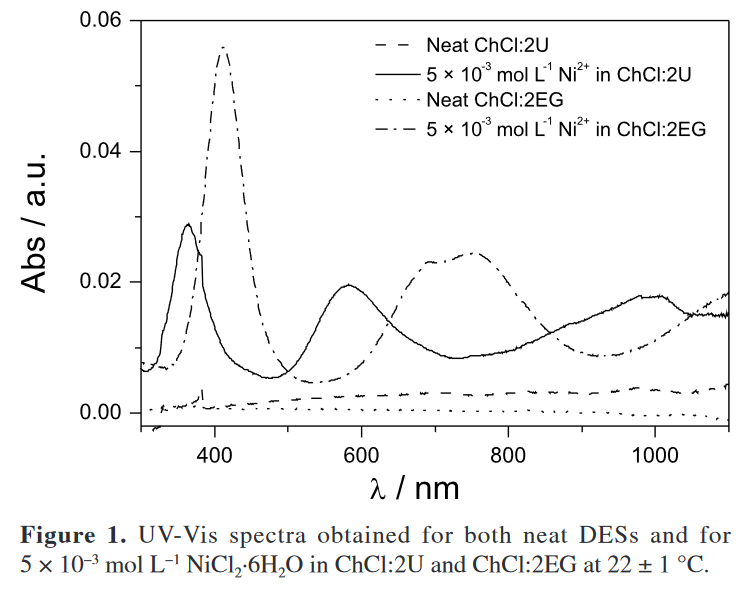 0.06
0.04
0.02
0.00
Abs / a.u.
Neat ChCl:2U
5 × 10⁻³ mol L⁻¹ Ni²⁺ in ChCl:2U
Neat ChCl:2EG
5 × 10⁻³ mol L⁻¹ Ni²⁺ in ChCl:2EG
400 600 800 1000
λ / nm
Figure 1. UV-Vis spectra obtained for both neat DESs and for
5 × 10⁻³ mol L⁻¹ NiCl₂·6H₂O in ChCl:2U and ChCl:2EG at 22 ± 1 °C.